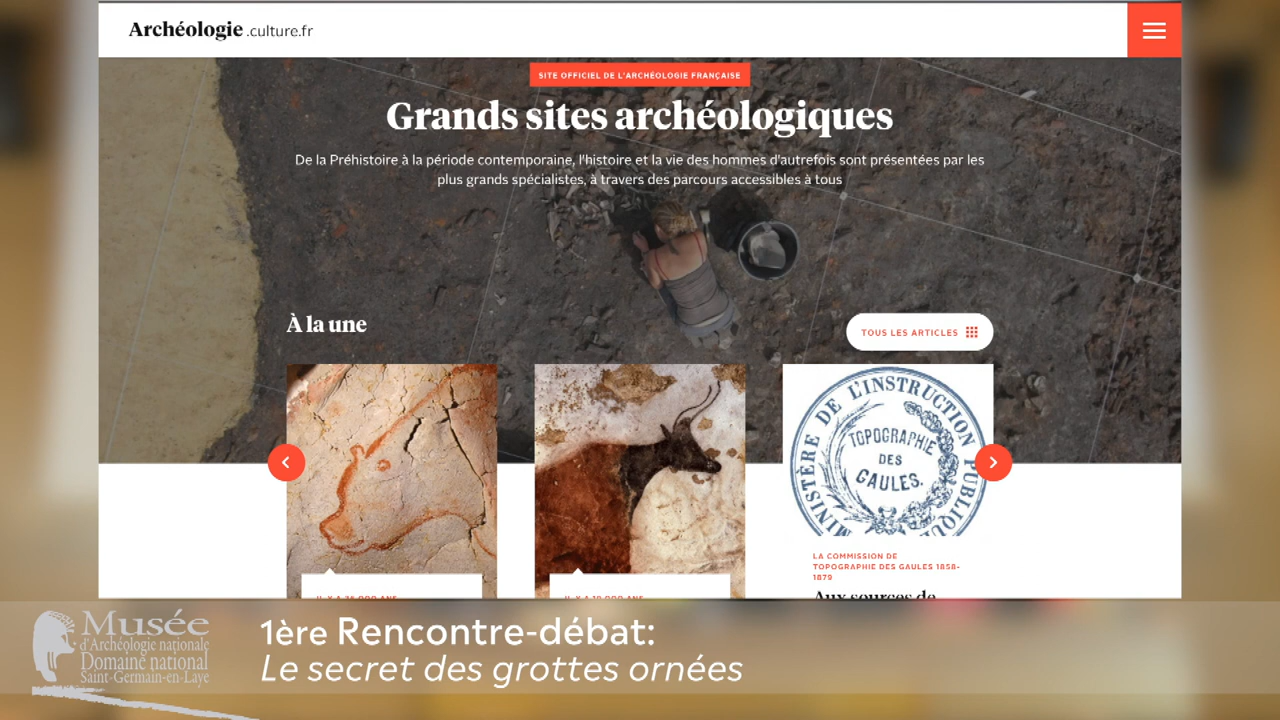 Archéologie .culture.fr
SITE OFFICIEL DE L'ARCHÉOLOGIE FRANÇAISE
Grands sites archéologiques
De la Préhistoire à la période contemporaine, l'histoire et la vie des hommes d'autrefois sont présentées par les
plus grands spécialistes, à travers des parcours accessibles à tous
À la une
TOUS LES ARTICLES
MINISTÈRE DE L'INSTRUCTION PUBLIQUE
TOPOGRAPHIE
DES
GAULES.
LA COMMISSION DE
TOPOGRAPHIE DES GAULES 1858-
1879
Aux sources de
Musée
d'Archéologie nationale
Domaine national
Saint-Germain-en-Laye
1ère Rencontre-débat:
Le secret des grottes ornées